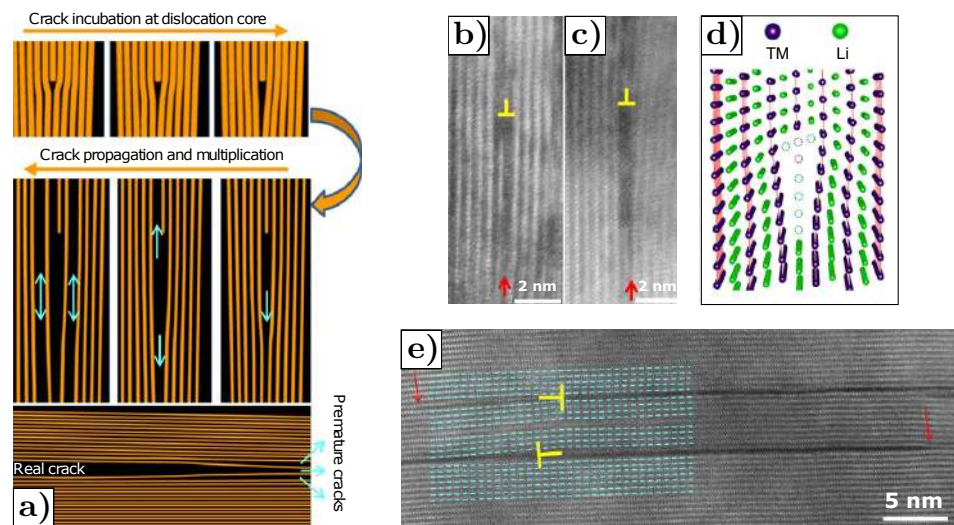 Crack incubation at dislocation core
Crack propagation and multiplication
Real crack
Premature cracks
a)
b)
2 nm
c)
2 nm
d)
TM
Li
e)
5 nm